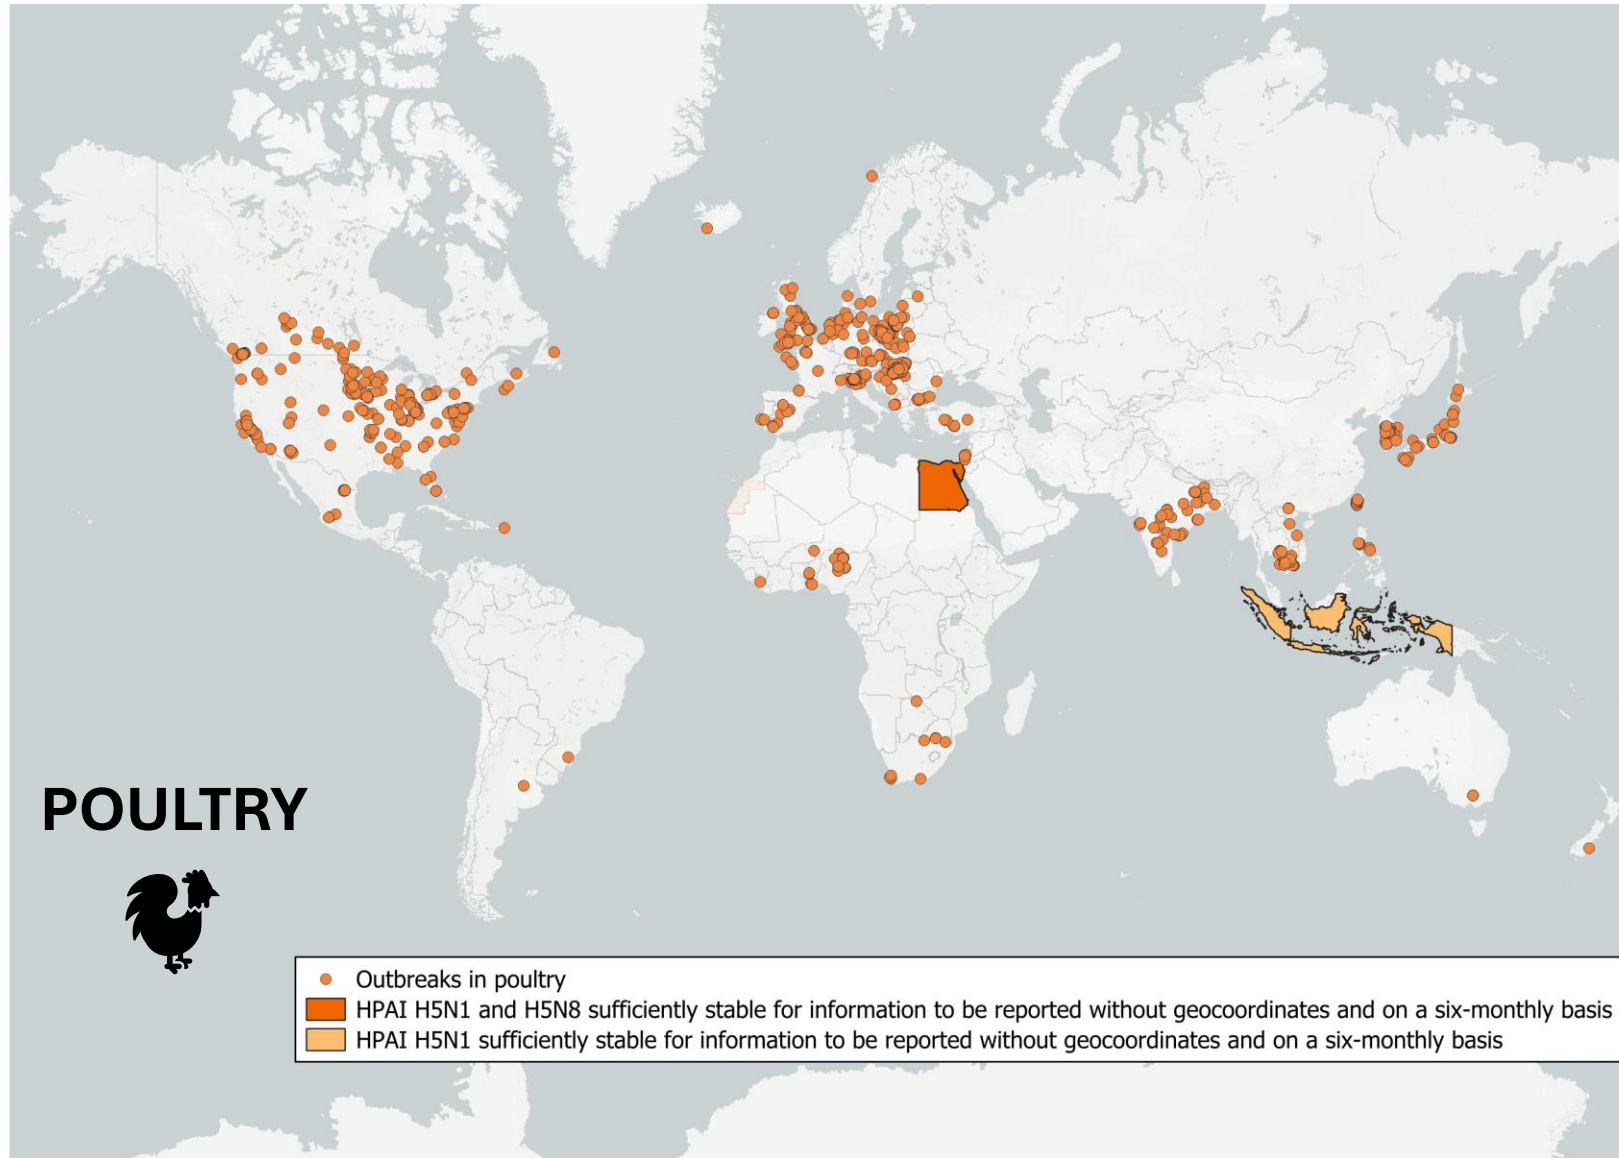 POULTRY
Outbreaks in poultry
HPAI H5N1 and H5N8 sufficiently stable for information to be reported without geocoordinates and on a six-monthly basis
HPAI H5N1 sufficiently stable for information to be reported without geocoordinates and on a six-monthly basis